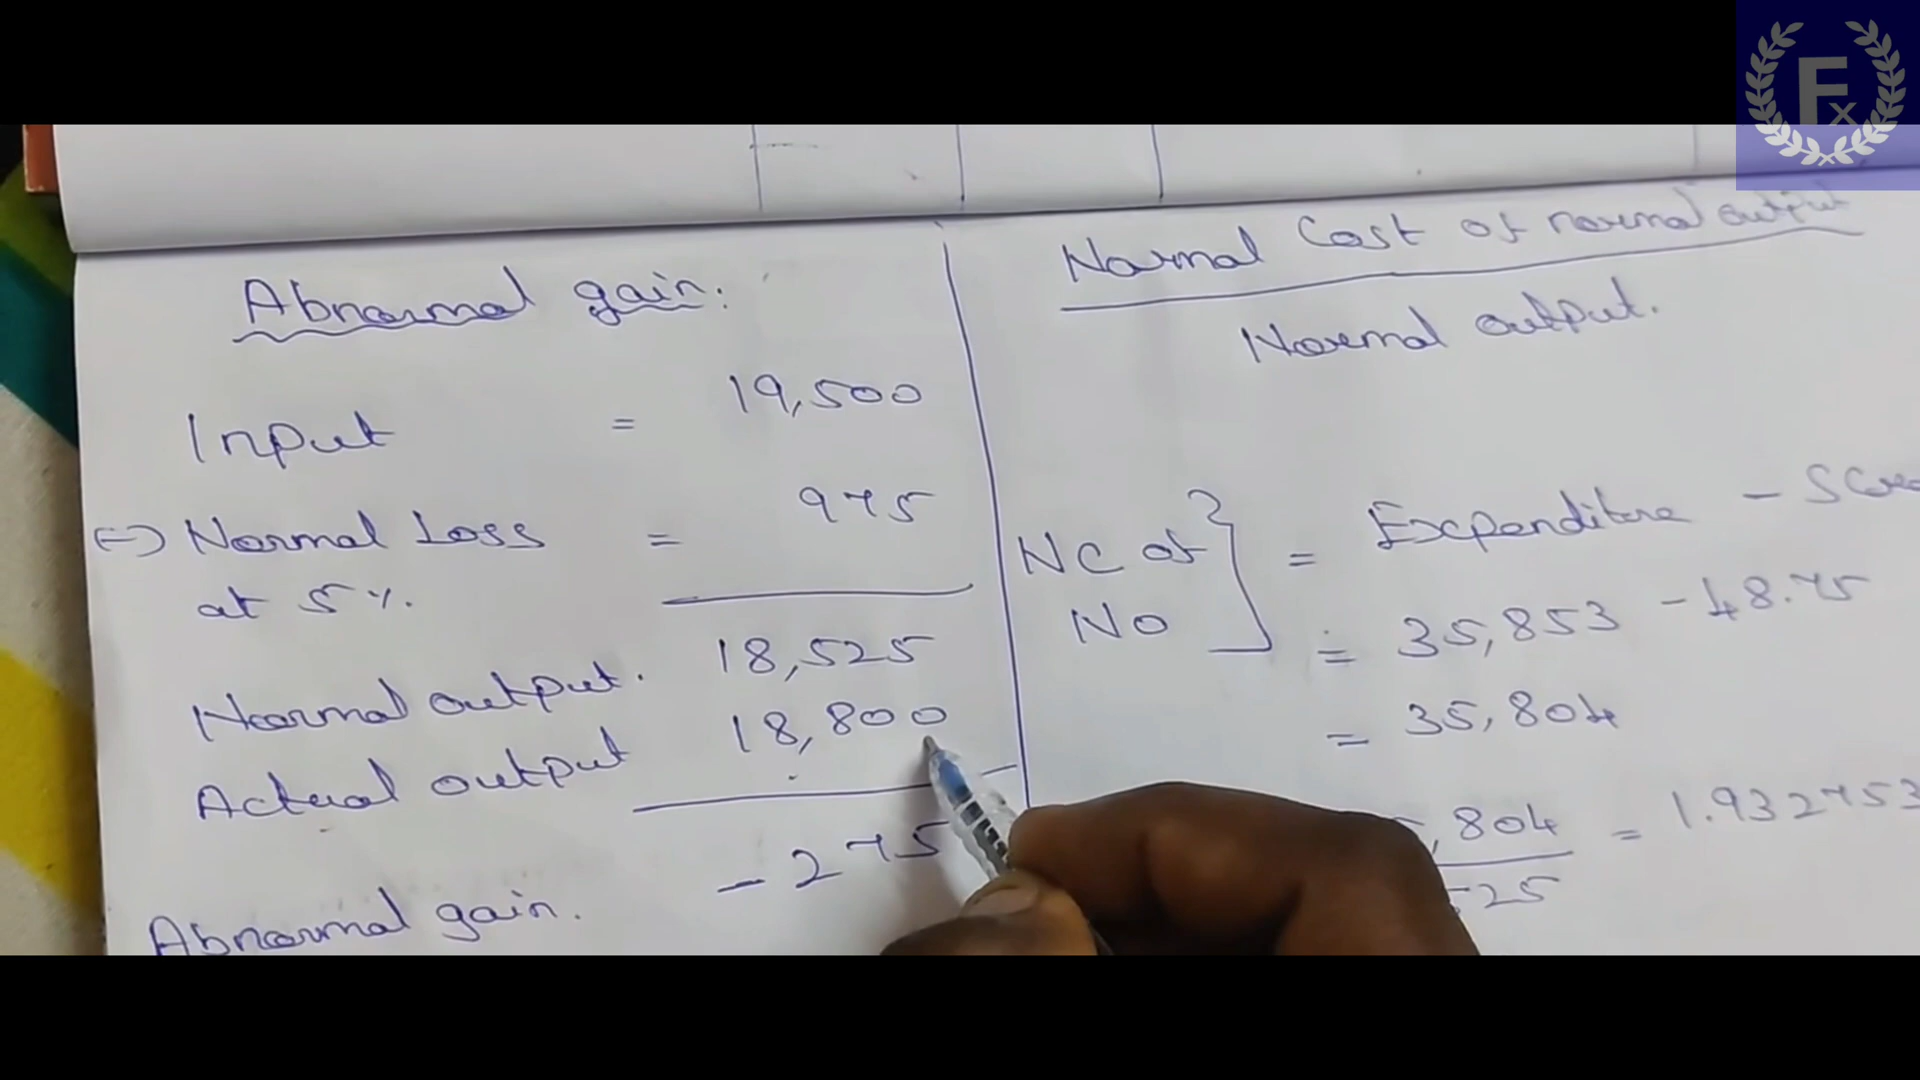 Fx
Abnormal gain:
Input = 19,500
(-) Normal Loss = 975
at 5%.
Normal output. 18,525
Actual output 18,800
Abnormal gain. - 275
Normal Cost of normal output
Normal output.
NC of
NO
= Expenditure -
= 35,853 - 48.75
= 35,804
,804 = 1.932753
25